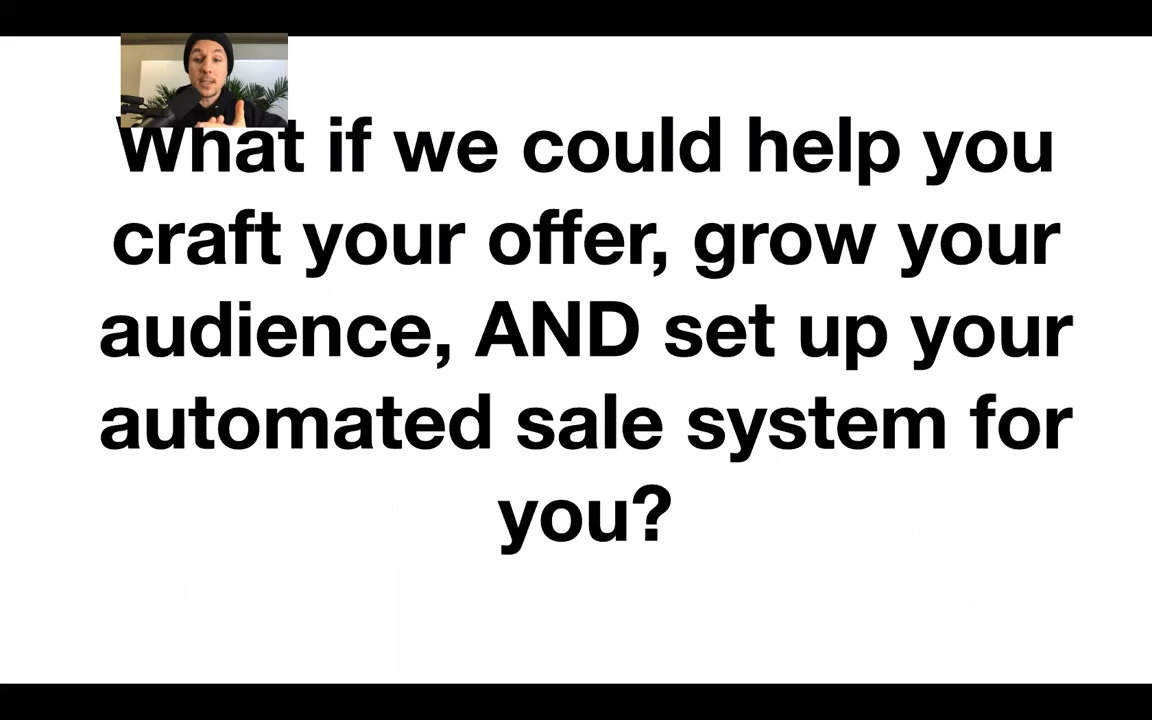 What if we could help you
craft your offer, grow your
audience, AND set up your
automated sale system for
you?